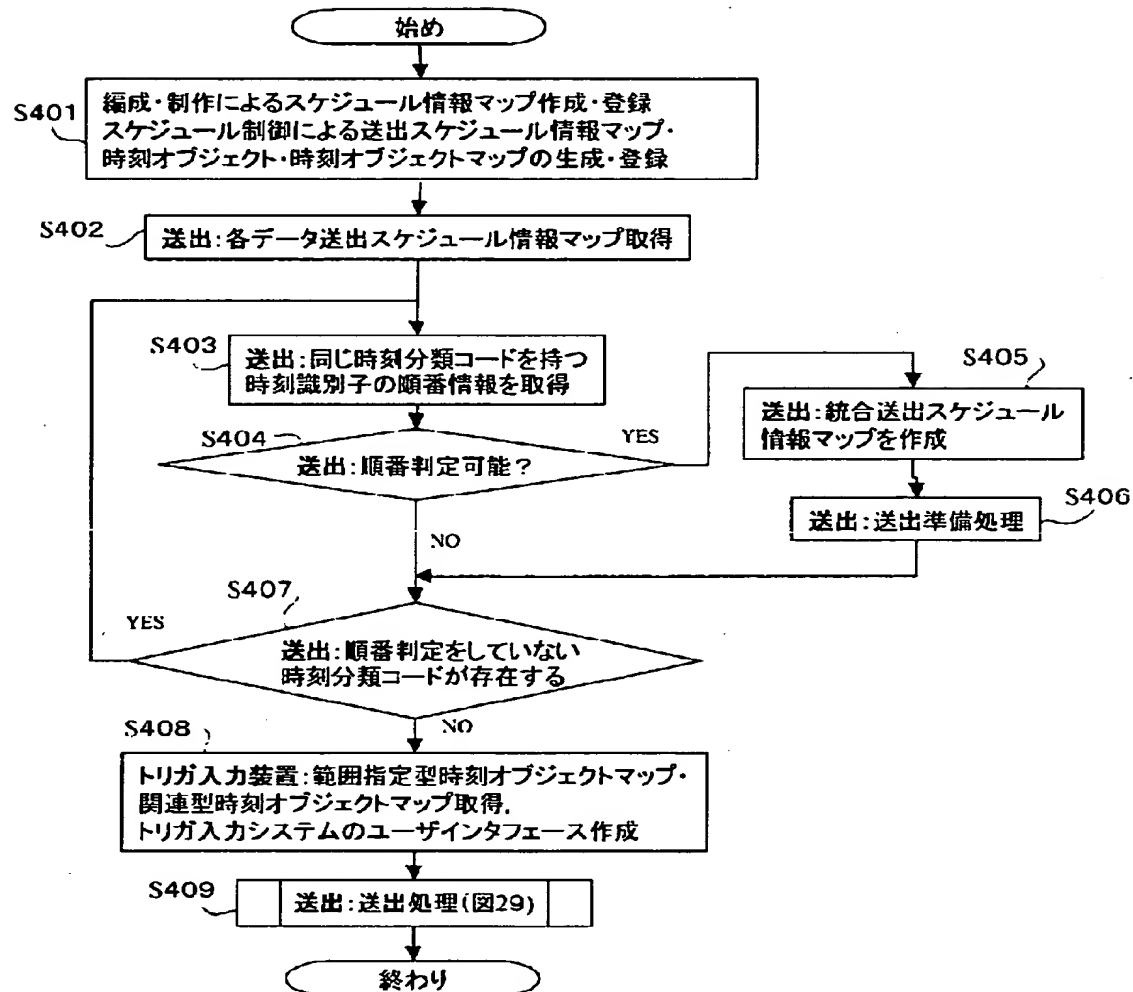 始め
S401
編成・制作によるスケジュール情報マップ作成・登録
スケジュール制御による送出スケジュール情報マップ・
時刻オブジェクト・時刻オブジェクトマップの生成・登録
S402
送出:各データ送出スケジュール情報マップ取得
S403
送出:同じ時刻分類コードを持つ
時刻識別子の順番情報を取得
S404
送出:順番判定可能?
YES
NO
S405
送出:統合送出スケジュール
情報マップを作成
S406
送出:送出準備処理
S407
YES
送出:順番判定をしていない
時刻分類コードが存在する
NO
S408
トリガ入力装置:範囲指定型時刻オブジェクトマップ・
関連型時刻オブジェクトマップ取得.
トリガ入力システムのユーザインタフェース作成
S409
送出:送出処理(図29)
終わり